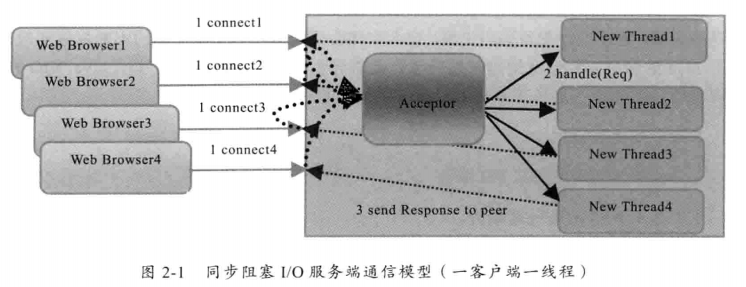 1 connect1
Web Browser1
New Thread1
1 connect2
2 handle(Req)
Web Browser2
Acceptor
New Thread2
1 connect3
Web Browser3
1 connect4
New Thread3
Web Browser4
3 send Response to peer
New Thread4
图 2-1 同步阻塞 I/O 服务端通信模型（一客户端一线程）